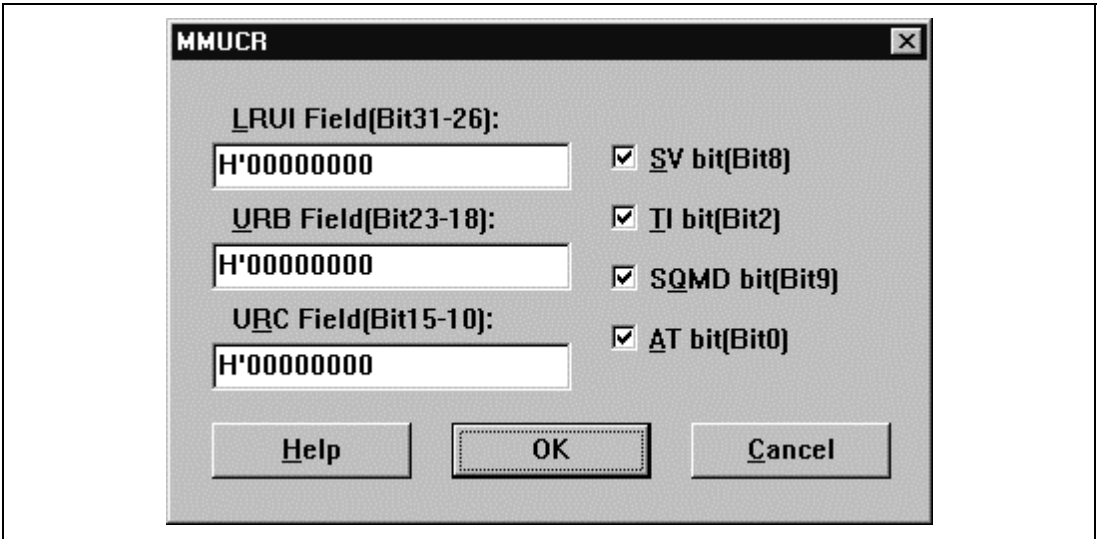 MMUCR
LRUI Field(Bit31-26):
H'00000000
URB Field(Bit23-18):
H'00000000
URC Field(Bit15-10):
H'00000000
SV bit(Bit8)
TI bit(Bit2)
SQMD bit(Bit9)
AT bit(Bit0)
Help OK Cancel